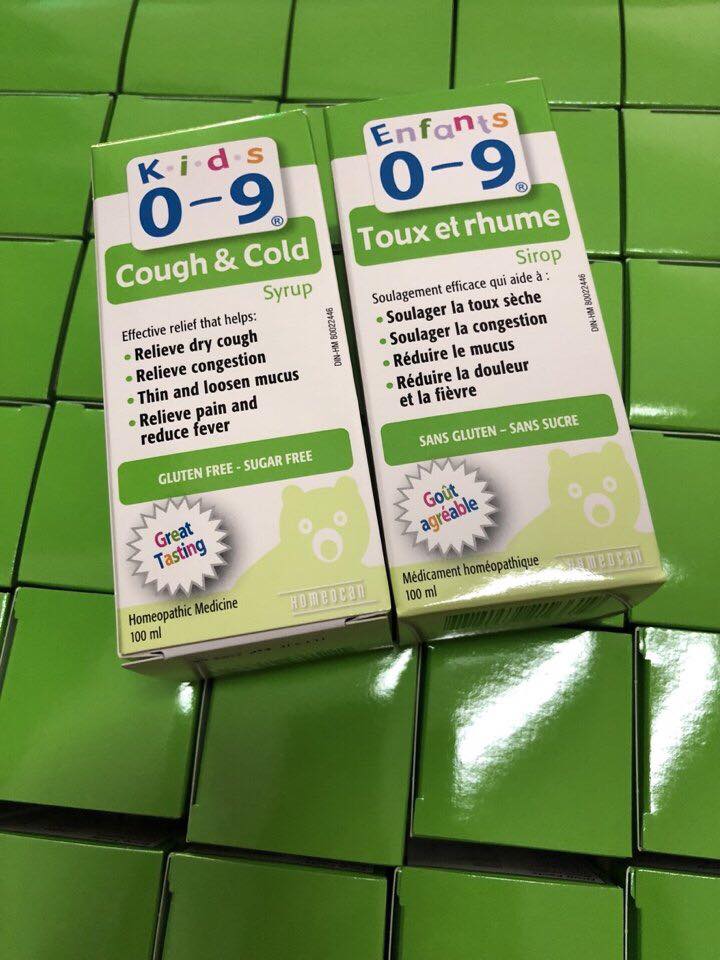 Kids
0-9®
Cough & Cold
Syrup
Effective relief that helps:
• Relieve dry cough
• Relieve congestion
• Thin and loosen mucus
• Relieve pain and
reduce fever
DIN-HM 80022446
GLUTEN FREE - SUGAR FREE
Great
Tasting
Homeopathic Medicine
100 ml
HOMEOCAN
Enfants
0-9®
Toux et rhume
Sirop
Soulagement efficace qui aide à :
• Soulager la toux sèche
• Soulager la congestion
• Réduire le mucus
• Réduire la douleur
et la fièvre
DIN-HM 80022446
SANS GLUTEN – SANS SUCRE
Goût
agréable
Médicament homéopathique
100 ml
HOMEOCAN